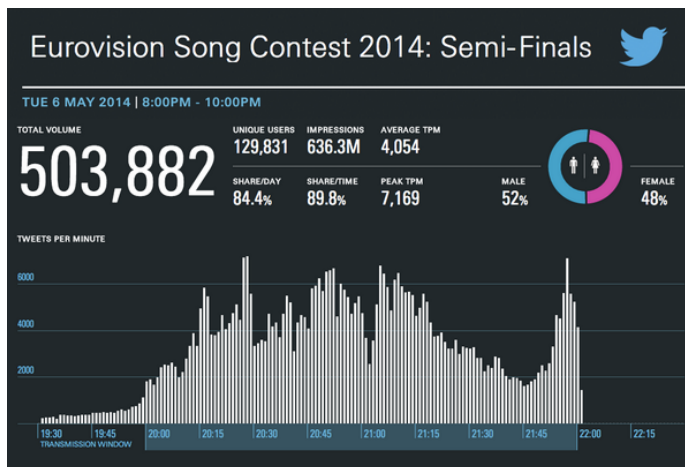 Eurovision Song Contest 2014: Semi-Finals
TUE 6 MAY 2014 | 8:00PM - 10:00PM
TOTAL VOLUME
503,882
UNIQUE USERS IMPRESSIONS AVERAGE TPM
129,831 636.3M 4,054
SHARE/DAY SHARE/TIME PEAK TPM MALE FEMALE
84.4% 89.8% 7,169 52% 48%
TWEETS PER MINUTE
6000
4000
2000
19:30 19:45 20:00 20:15 20:30 20:45 21:00 21:15 21:30 21:45 22:00 22:15
TRANSMISSION WINDOW